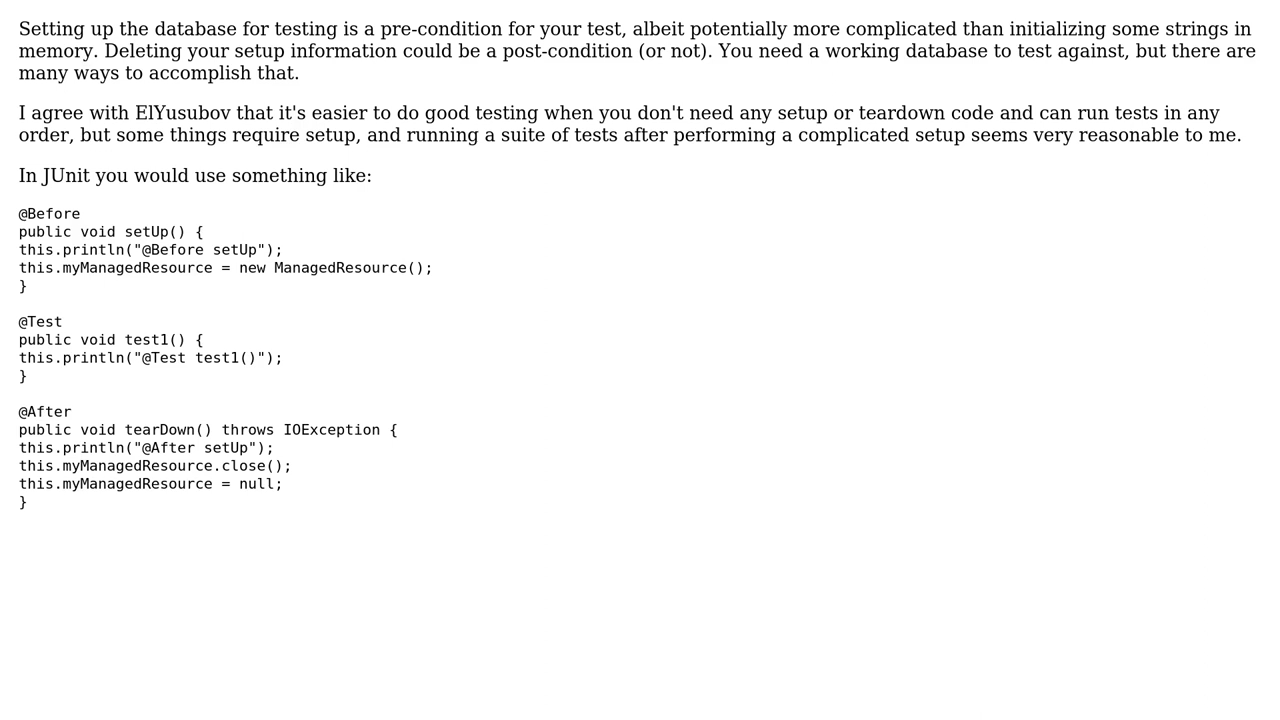 Setting up the database for testing is a pre-condition for your test, albeit potentially more complicated than initializing some strings in
memory. Deleting your setup information could be a post-condition (or not). You need a working database to test against, but there are
many ways to accomplish that.
I agree with ElYusubov that it's easier to do good testing when you don't need any setup or teardown code and can run tests in any
order, but some things require setup, and running a suite of tests after performing a complicated setup seems very reasonable to me.
In JUnit you would use something like:
@Before
public void setUp() {
this.println("@Before setUp");
this.myManagedResource = new ManagedResource();
}
@Test
public void test1() {
this.println("@Test test1()");
}
@After
public void tearDown() throws IOException {
this.println("@After setUp");
this.myManagedResource.close();
this.myManagedResource = null;
}